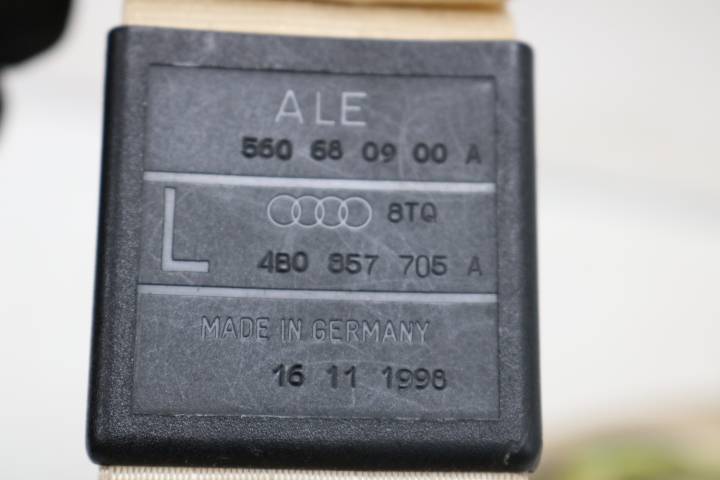 ALE
560 68 09 00 A
L
8TQ
4B0 857 705 A
MADE IN GERMANY
16 11 1998